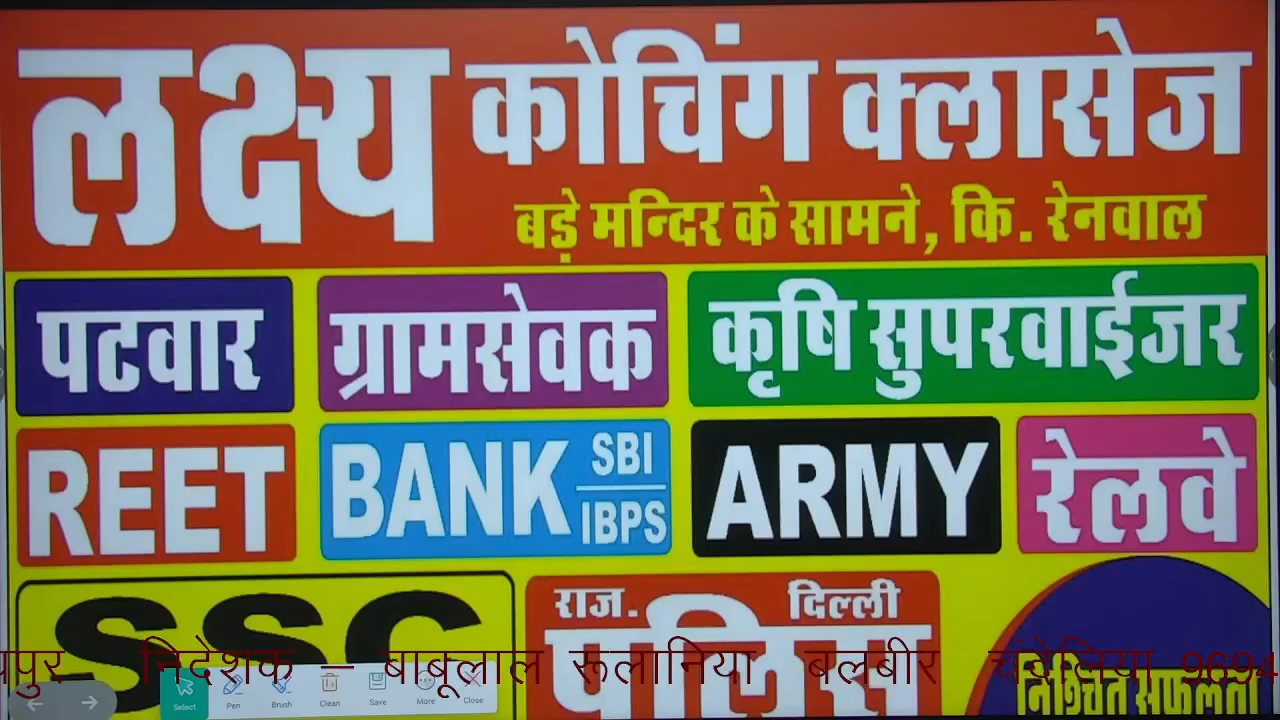 लक्ष्य कोचिंग क्लासेज
बड़े मन्दिर के सामने, कि. रेनवाल
पटवार ग्रामसेवक कृषि सुपरवाईजर
REET BANK SBI IBPS ARMY रेलवे
SSC राज. दिल्ली
पुलिस
निदेशक – बाबूलाल रूलानिया बलबीर चंदेलिया 9694
निश्चित सफलता
Select Pen Brush Clean Save More Close